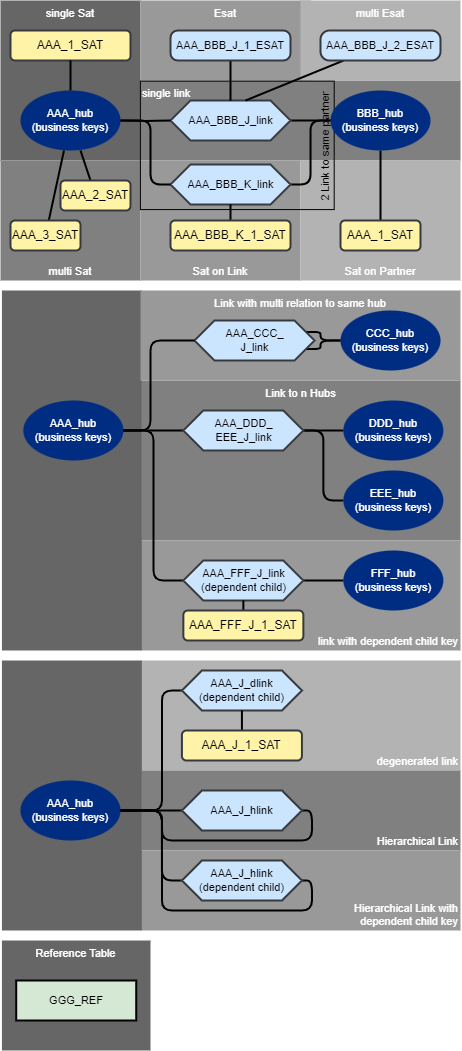 single Sat
Esat
multi Esat
AAA_1_SAT
AAA_BBB_J_1_ESAT
AAA_BBB_J_2_ESAT
single link
AAA_hub
(business keys)
AAA_BBB_J_link
BBB_hub
(business keys)
2 Link to same partner
AAA_BBB_K_link
AAA_2_SAT
AAA_3_SAT
AAA_BBB_K_1_SAT
AAA_1_SAT
multi Sat
Sat on Link
Sat on Partner
Link with multi relation to same hub
AAA_CCC_
J_link
CCC_hub
(business keys)
Link to n Hubs
AAA_hub
(business keys)
AAA_DDD_
EEE_J_link
DDD_hub
(business keys)
EEE_hub
(business keys)
AAA_FFF_J_link
(dependent child)
FFF_hub
(business keys)
AAA_FFF_J_1_SAT
link with dependent child key
AAA_J_dlink
(dependent child)
AAA_J_1_SAT
degenerated link
AAA_hub
(business keys)
AAA_J_hlink
Hierarchical Link
AAA_J_hlink
(dependent child)
Hierarchical Link with
dependent child key
Reference Table
GGG_REF